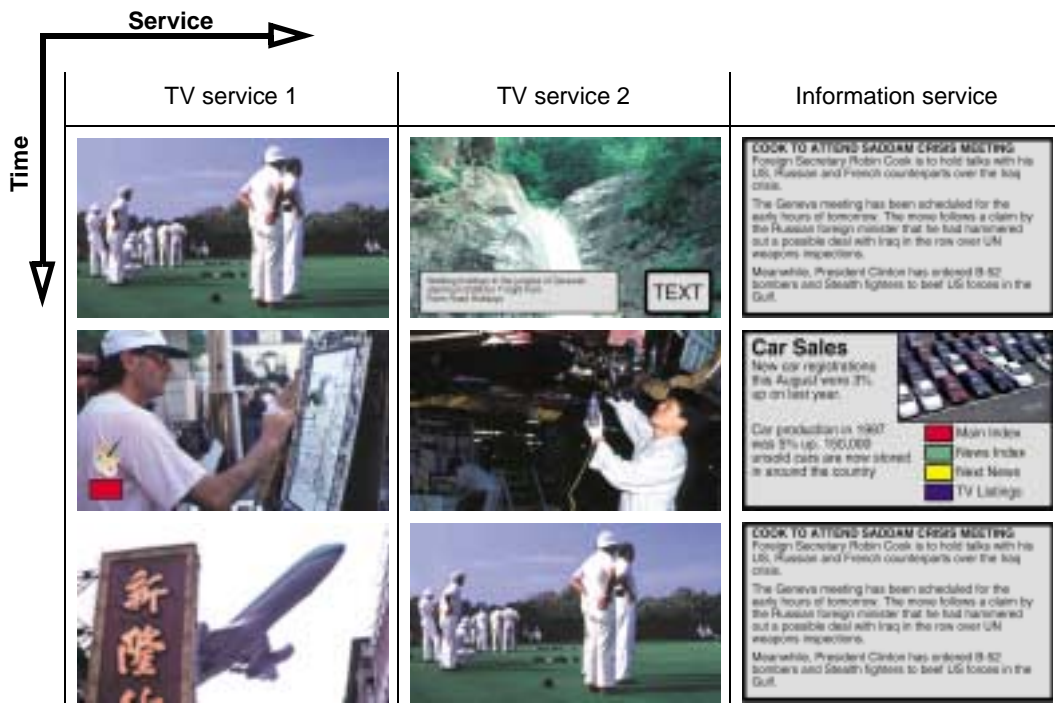 Service
Time
TV service 1
TV service 2
Information service
TEXT
COOK TO ATTEND SADDAM CRISIS MEETING
Foreign Secretary Robin Cook is to hold talks with his
US, Russian and French counterparts over the Iraq
crisis.
The Geneva meeting has been scheduled for the
early hours of tomorrow. The move follows a claim by
the Russian foreign minister that he had hammered
out a possible deal with Iraq in the row over UN
weapons inspections.
Meanwhile, President Clinton has ordered B-52
bombers and Stealth fighters to beef US forces in the
Gulf.
Car Sales
New car registrations
this August were 3%
up on last year.
Car production in 1997
was 5% up. 150,000
unsold cars are now stored
in around the country
Main Index
News Index
Next News
TV Listings
新
隆
COOK TO ATTEND SADDAM CRISIS MEETING
Foreign Secretary Robin Cook is to hold talks with his
US, Russian and French counterparts over the Iraq
crisis.
The Geneva meeting has been scheduled for the
early hours of tomorrow. The move follows a claim by
the Russian foreign minister that he had hammered
out a possible deal with Iraq in the row over UN
weapons inspections.
Meanwhile, President Clinton has ordered B-52
bombers and Stealth fighters to beef US forces in the
Gulf.